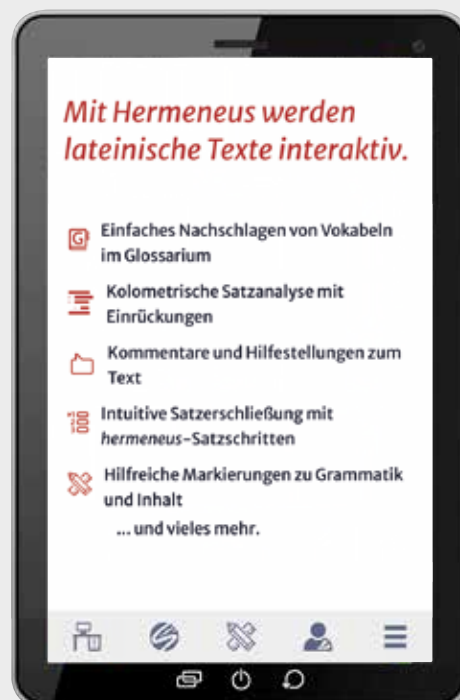 Mit Hermeneus werden
lateinische Texte interaktiv.
Einfaches Nachschlagen von Vokabeln
im Glossarium
Kolometrische Satzanalyse mit
Einrückungen
Kommentare und Hilfestellungen zum
Text
Intuitive Satzerschließung mit
hermeneus-Satzschritten
Hilfreiche Markierungen zu Grammatik
und Inhalt
... und vieles mehr.